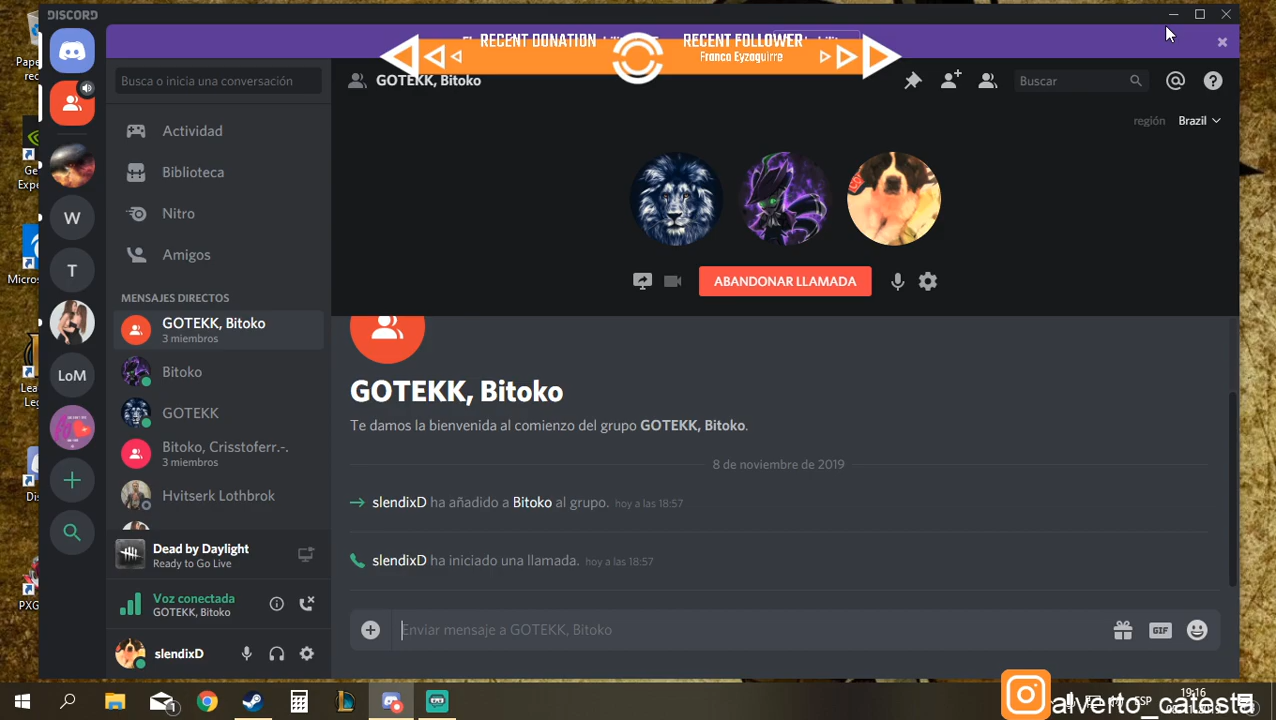 DISCORD
RECENT DONATION
RECENT FOLLOWER
Franco Eyzaguirre
Busca o inicia una conversación
GOTEKK, Bitoko
Buscar
región Brazil
Actividad
Biblioteca
Nitro
Amigos
ABANDONAR LLAMADA
MENSAJES DIRECTOS
GOTEKK, Bitoko
3 miembros
Bitoko
GOTEKK
Bitoko, Crisstoferr.-.
3 miembros
Hvitserk Lothbrok
W
T
LoM
GOTEKK, Bitoko
Te damos la bienvenida al comienzo del grupo GOTEKK, Bitoko.
8 de noviembre de 2019
slendixD ha añadido a Bitoko al grupo. hoy a las 18:57
slendixD ha iniciado una llamada. hoy a las 18:57
Dead by Daylight
Ready to Go Live
Voz conectada
GOTEKK, Bitoko
slendixD
Enviar mensaje a GOTEKK, Bitoko
GIF
ESP
19:16
alverto_catesta